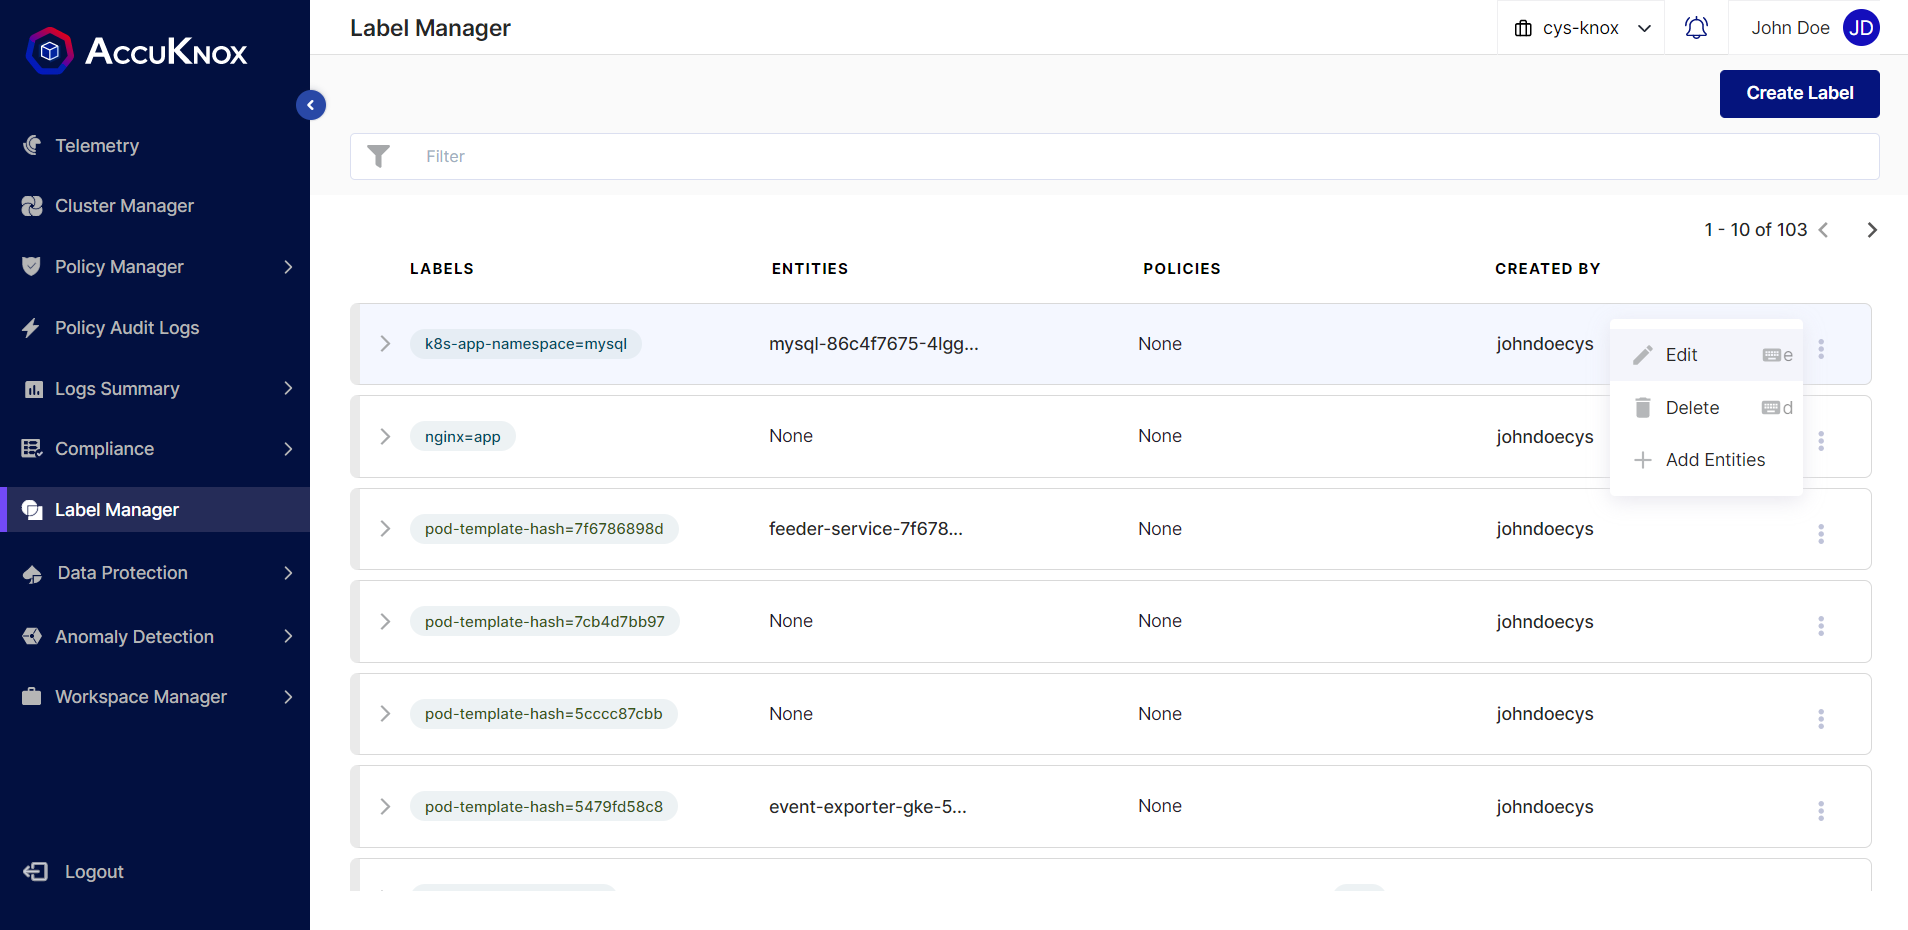 ACCUKNOX
Telemetry
Cluster Manager
Policy Manager
Policy Audit Logs
Logs Summary
Compliance
Label Manager
Data Protection
Anomaly Detection
Workspace Manager
Logout
Label Manager
cys-knox
John Doe JD
Create Label
Filter
1 - 10 of 103
LABELS ENTITIES POLICIES CREATED BY
k8s-app-namespace=mysql mysql-86c4f7675-4lgg... None johndoecys
Edit e
Delete d
Add Entities
nginx=app None None johndoecys
pod-template-hash=7f6786898d feeder-service-7f678... None johndoecys
pod-template-hash=7cb4d7bb97 None None johndoecys
pod-template-hash=5cccc87cbb None None johndoecys
pod-template-hash=5479fd58c8 event-exporter-gke-5... None johndoecys